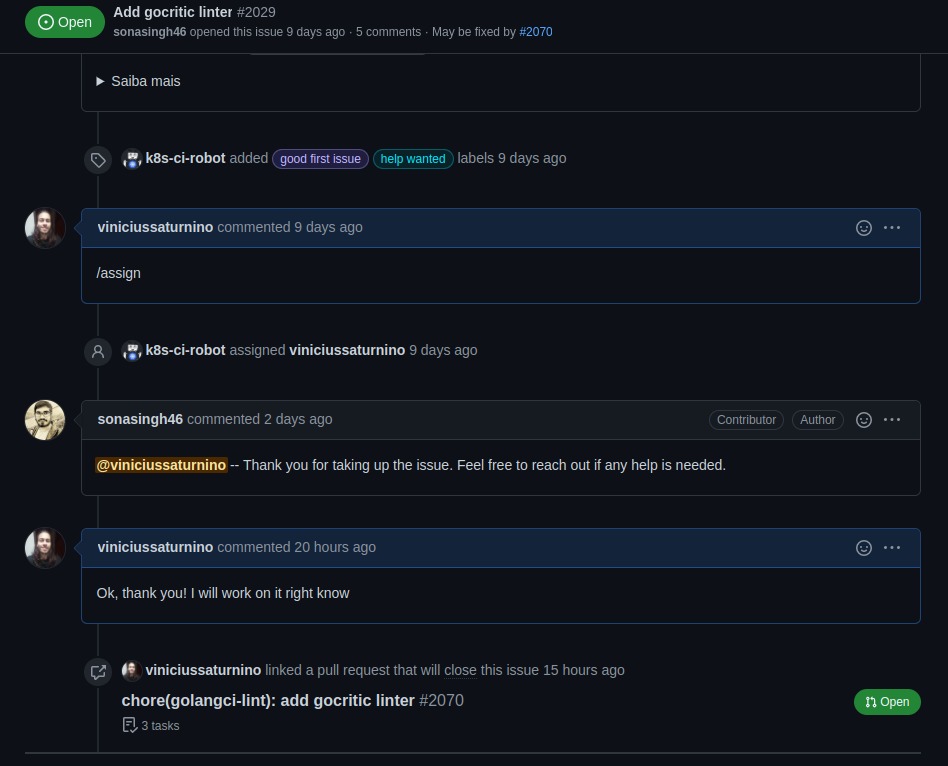 Open
Add gocritic linter #2029
sonasingh46 opened this issue 9 days ago · 5 comments · May be fixed by #2070
Saiba mais
k8s-ci-robot added good first issue help wanted labels 9 days ago
viniciussaturnino commented 9 days ago
/assign
k8s-ci-robot assigned viniciussaturnino 9 days ago
sonasingh46 commented 2 days ago Contributor Author
@viniciussaturnino -- Thank you for taking up the issue. Feel free to reach out if any help is needed.
viniciussaturnino commented 20 hours ago
Ok, thank you! I will work on it right know
viniciussaturnino linked a pull request that will close this issue 15 hours ago
chore(golangci-lint): add gocritic linter #2070
Open
3 tasks